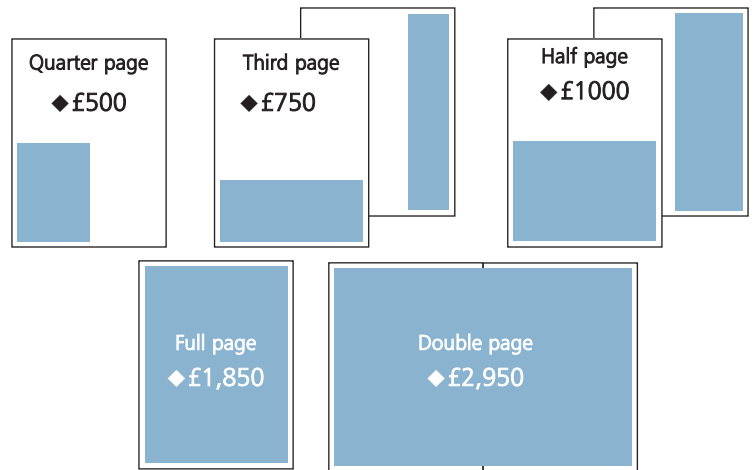 Quarter page
◆£500
Third page
◆£750
Half page
◆£1000
Full page
◆£1,850
Double page
◆£2,950